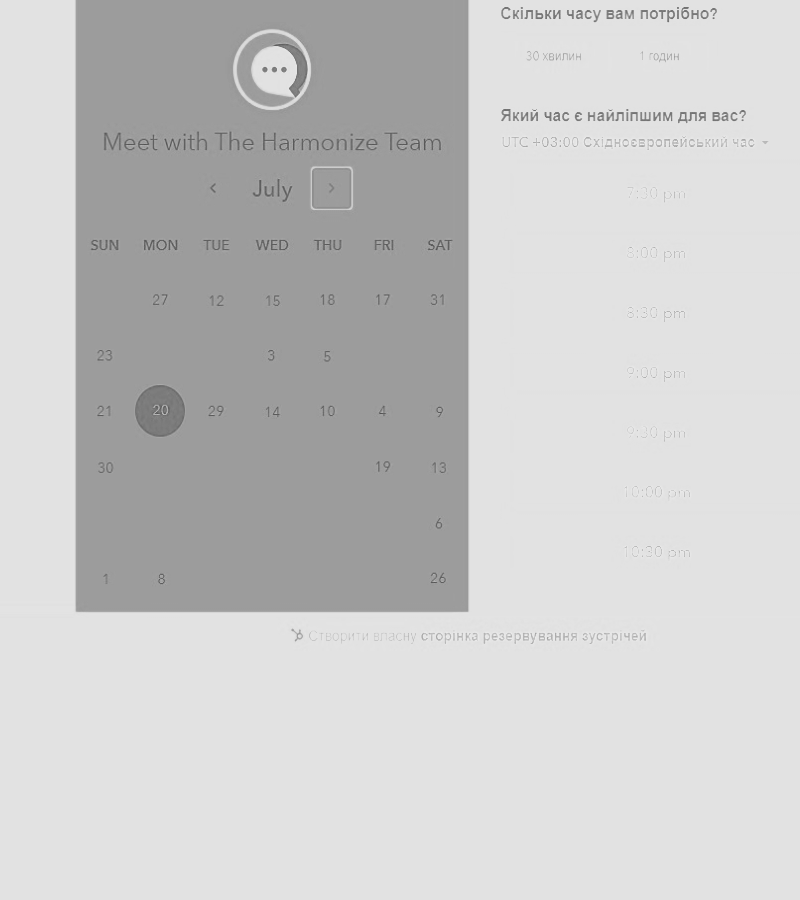 Скільки часу вам потрібно?
30 хвилин 1 годин
Meet with The Harmonize Team
July
SUN MON TUE WED THU FRI SAT
27 12 15 18 17 31
23 3 5
21 20 29 14 10 4 9
30 19 13
6
1 8 26
Який час є найліпшим для вас?
UTC +03:00 Східноєвропейський час
7:30 pm
8:00 pm
8:30 pm
9:00 pm
9:30 pm
10:00 pm
10:30 pm
Створити власну сторінка резервування зустрічей